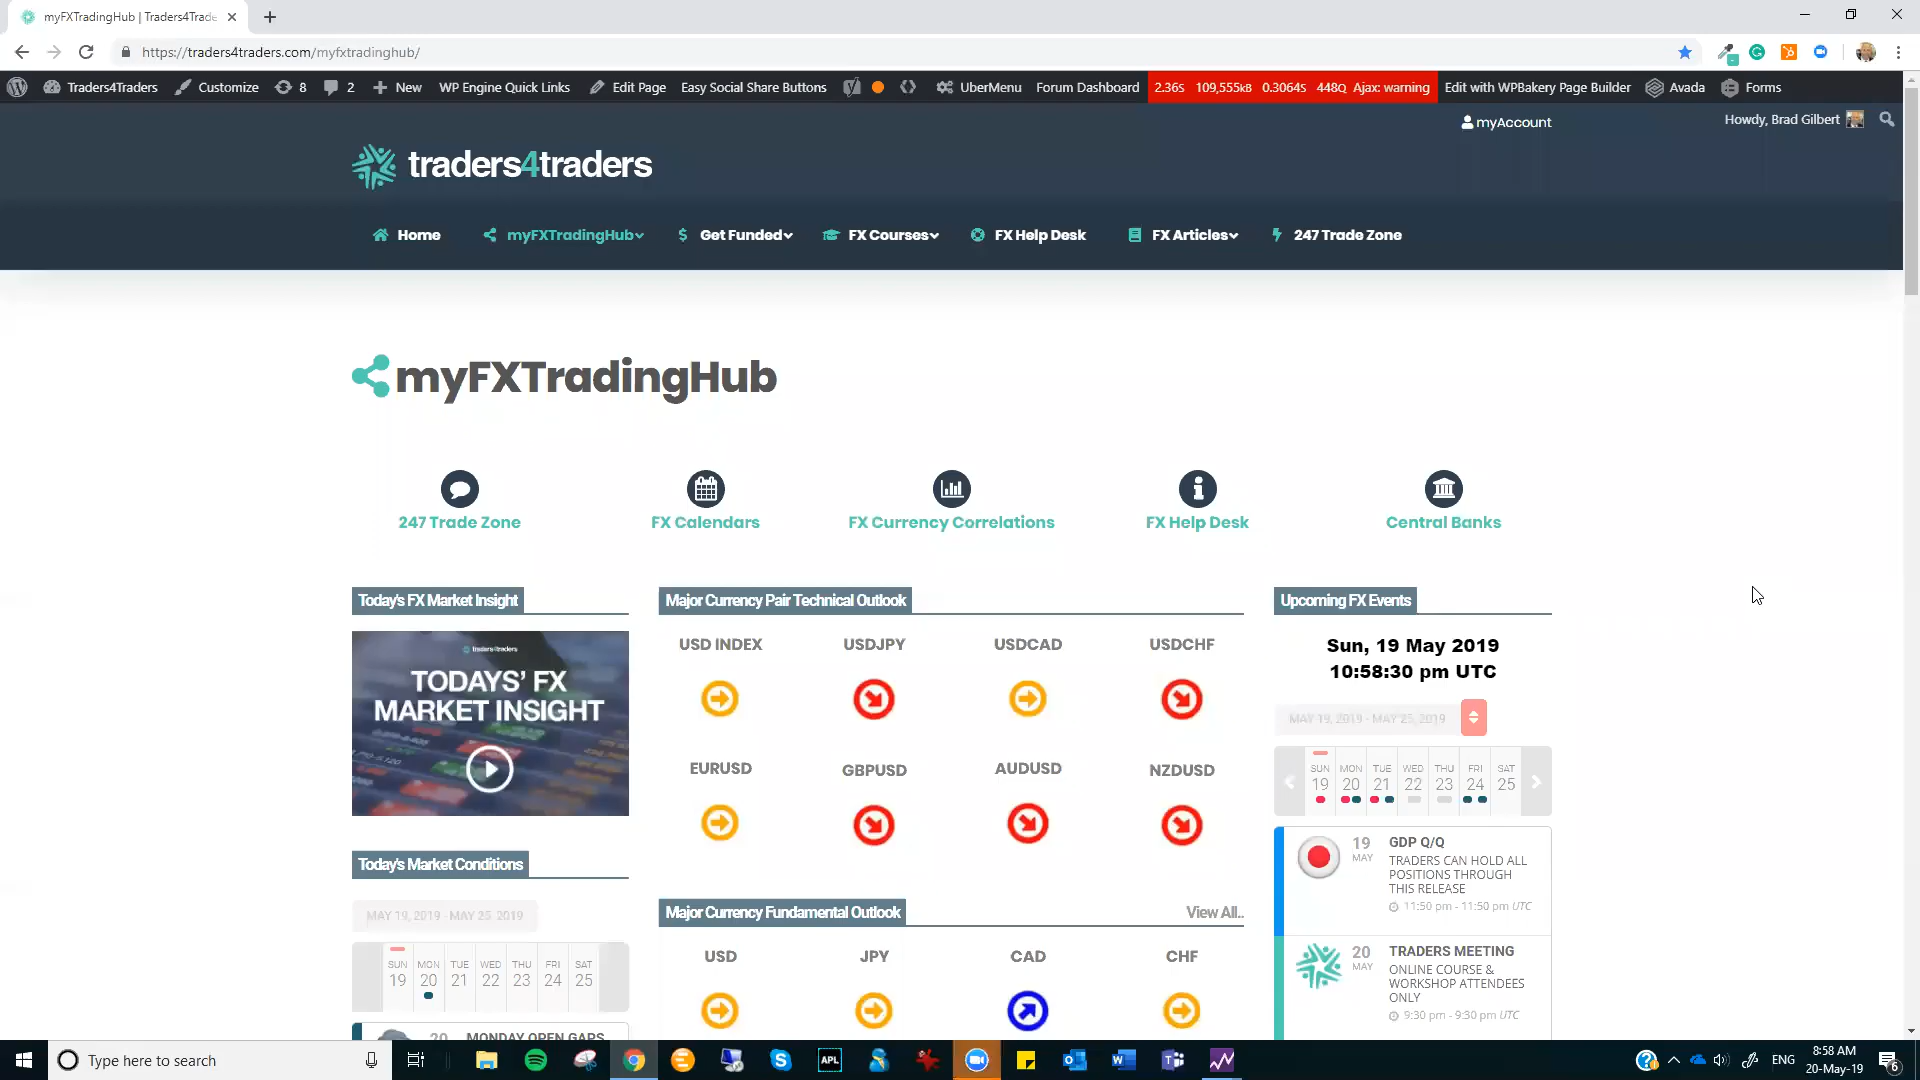 myFXTradingHub | Traders4Trade
https://traders4traders.com/myfxtradinghub/
Traders4Traders
Customize
8
2
New
WP Engine Quick Links
Edit Page
Easy Social Share Buttons
UberMenu
Forum Dashboard
2.36S 109,555KB 0.3064S 448Q Ajax: warning
Edit with WPBakery Page Builder
Avada
Forms
myAccount
Howdy, Brad Gilbert
traders4traders
Home
myFXTradingHub
Get Funded
FX Courses
FX Help Desk
FX Articles
247 Trade Zone
myFXTradingHub
247 Trade Zone
FX Calendars
FX Currency Correlations
FX Help Desk
Central Banks
Today's FX Market Insight
traders4traders
TODAYS' FX
MARKET INSIGHT
Today's Market Conditions
MAY 19, 2019 - MAY 25, 2019
SUN MON TUE WED THU FRI SAT
19 20 21 22 23 24 25
20 MONDAY OPEN GAPS
Major Currency Pair Technical Outlook
USD INDEX USDJPY USDCAD USDCHF
EURUSD GBPUSD AUDUSD NZDUSD
Major Currency Fundamental Outlook
View All..
USD JPY CAD CHF
Upcoming FX Events
Sun, 19 May 2019
10:58:30 pm UTC
MAY 19, 2019 - MAY 25, 2019
SUN MON TUE WED THU FRI SAT
19 20 21 22 23 24 25
19
MAY
GDP Q/Q
TRADERS CAN HOLD ALL
POSITIONS THROUGH
THIS RELEASE
11:50 pm - 11:50 pm UTC
20
MAY
TRADERS MEETING
ONLINE COURSE &
WORKSHOP ATTENDEES
ONLY
9:30 pm - 9:30 pm UTC
Type here to search
APL
ENG
8:58 AM
20-May-19
6